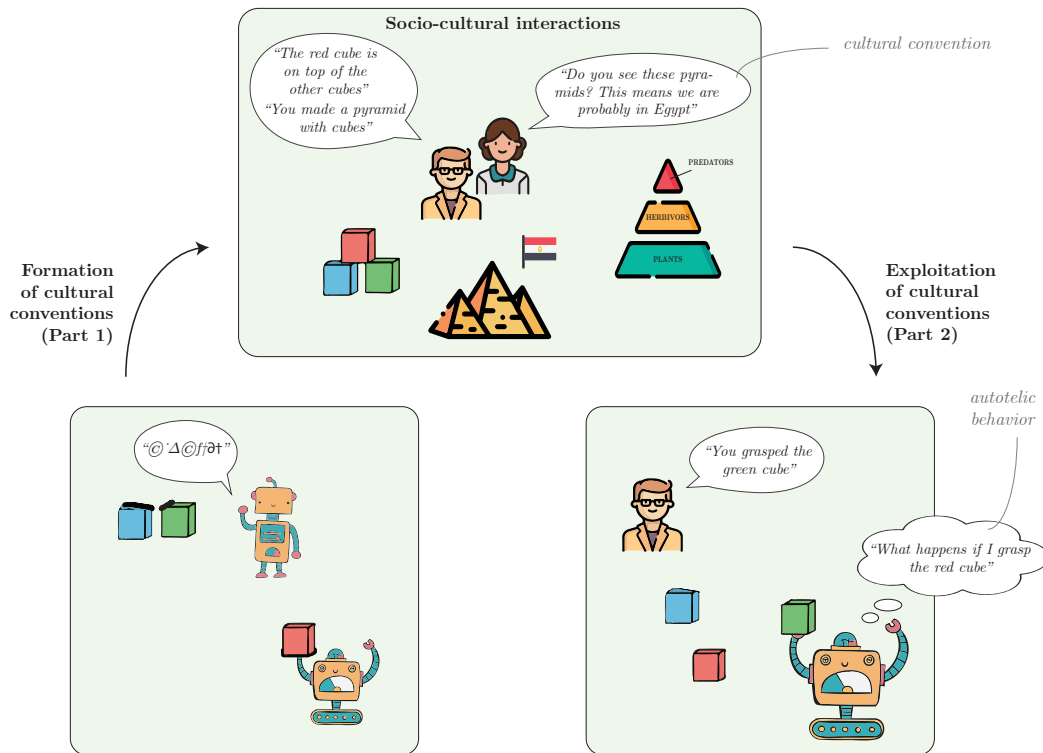 Socio-cultural interactions
cultural convention
“The red cube is
on top of the
other cubes”
“You made a pyramid
with cubes”
“Do you see these pyra-
mids? This means we are
probably in Egypt”
PREDATORS
HERBIVORS
PLANTS
Formation
of cultural
conventions
(Part 1)
Exploitation
of cultural
conventions
(Part 2)
autotelic
behavior
“©˙Δ©ƒ†∂†”
“You grasped the
green cube”
“What happens if I grasp
the red cube”